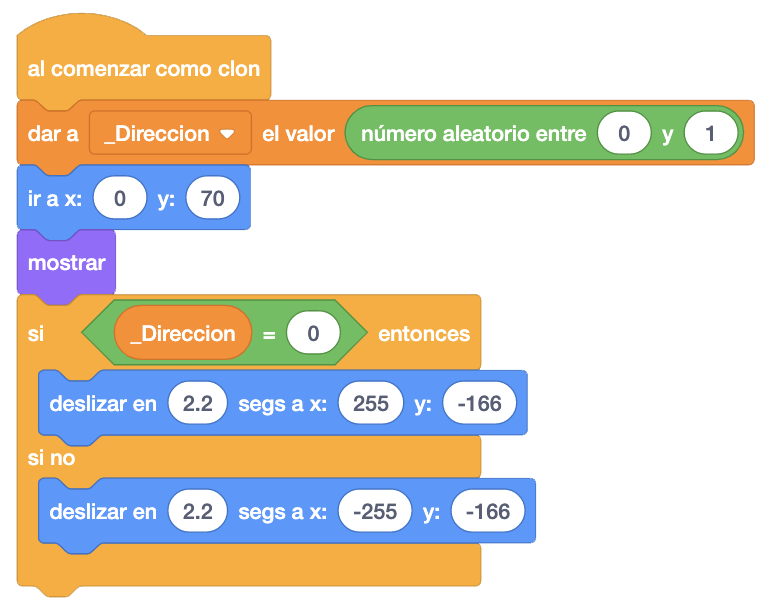 al comenzar como clon
dar a _Direccion el valor número aleatorio entre 0 y 1
ir a x: 0 y: 70
mostrar
si _Direccion = 0 entonces
deslizar en 2.2 segs a x: 255 y: -166
si no
deslizar en 2.2 segs a x: -255 y: -166